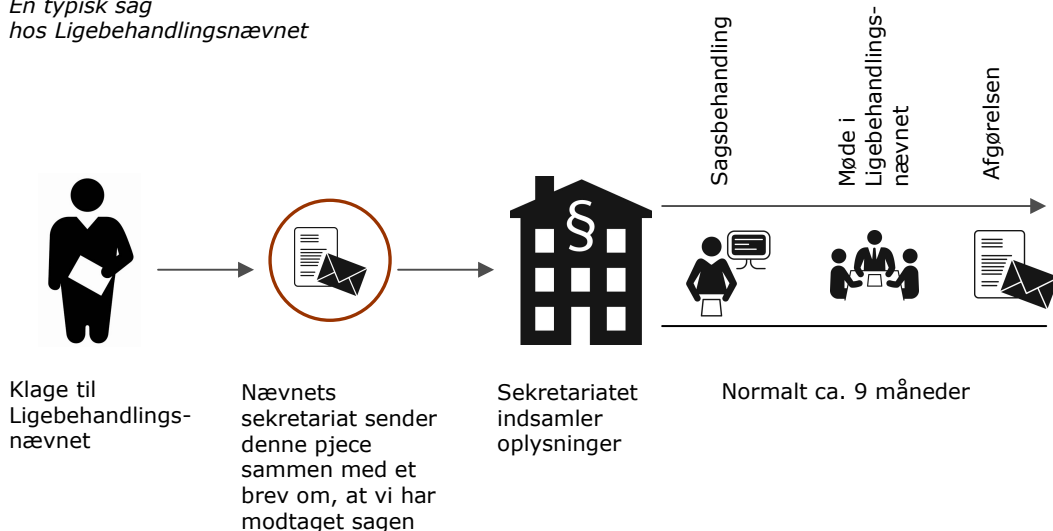 En typisk sag
hos Ligebehandlingsnævnet
Sagsbehandling
Møde i
Ligebehandlings-
nævnet
Afgørelsen
§
Klage til
Ligebehandlings-
nævnet
Nævnets
sekretariat sender
denne pjece
sammen med et
brev om, at vi har
modtaget sagen
Sekretariatet
indsamler
oplysninger
Normalt ca. 9 måneder